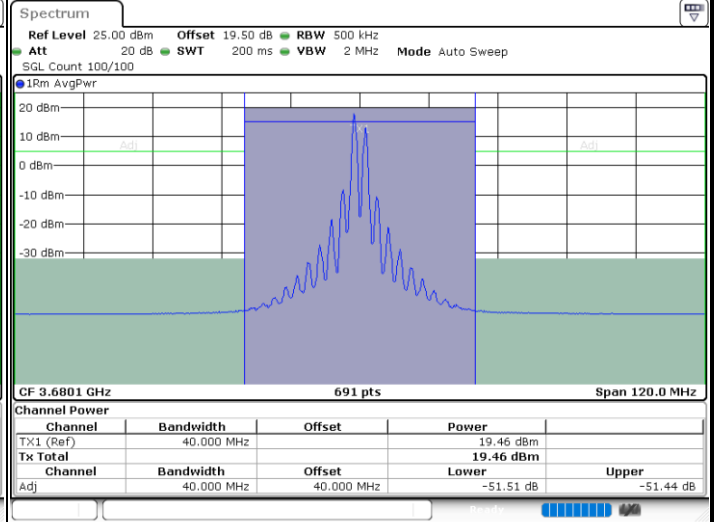 Spectrum
Ref Level 25.00 dBm Offset 19.50 dB RBW 500 kHz
Att 20 dB SWT 200 ms VBW 2 MHz Mode Auto Sweep
SGL Count 100/100
1Rm AvgPwr
20 dBm
10 dBm
Adj Adj
0 dBm
-10 dBm
-20 dBm
-30 dBm
CF 3.6801 GHz 691 pts Span 120.0 MHz
Channel Power
Channel Bandwidth Offset Power
TX1 (Ref) 40.000 MHz 19.46 dBm
Tx Total 19.46 dBm
Channel Bandwidth Offset Lower Upper
Adj 40.000 MHz 40.000 MHz -51.51 dB -51.44 dB
Ready